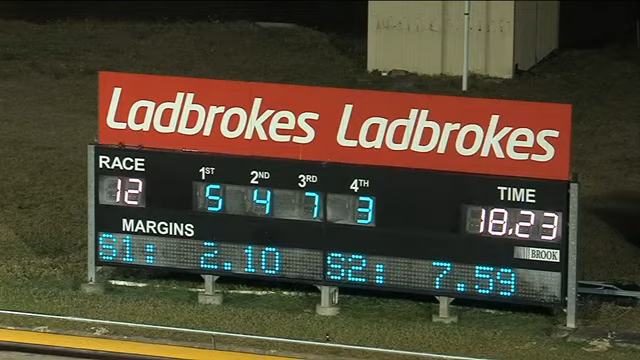 Ladbrokes Ladbrokes
RACE 1ST 2ND 3RD 4TH TIME
12 5 4 7 3 18.23
MARGINS BROOK
S1: 2.10 S2: 7.59